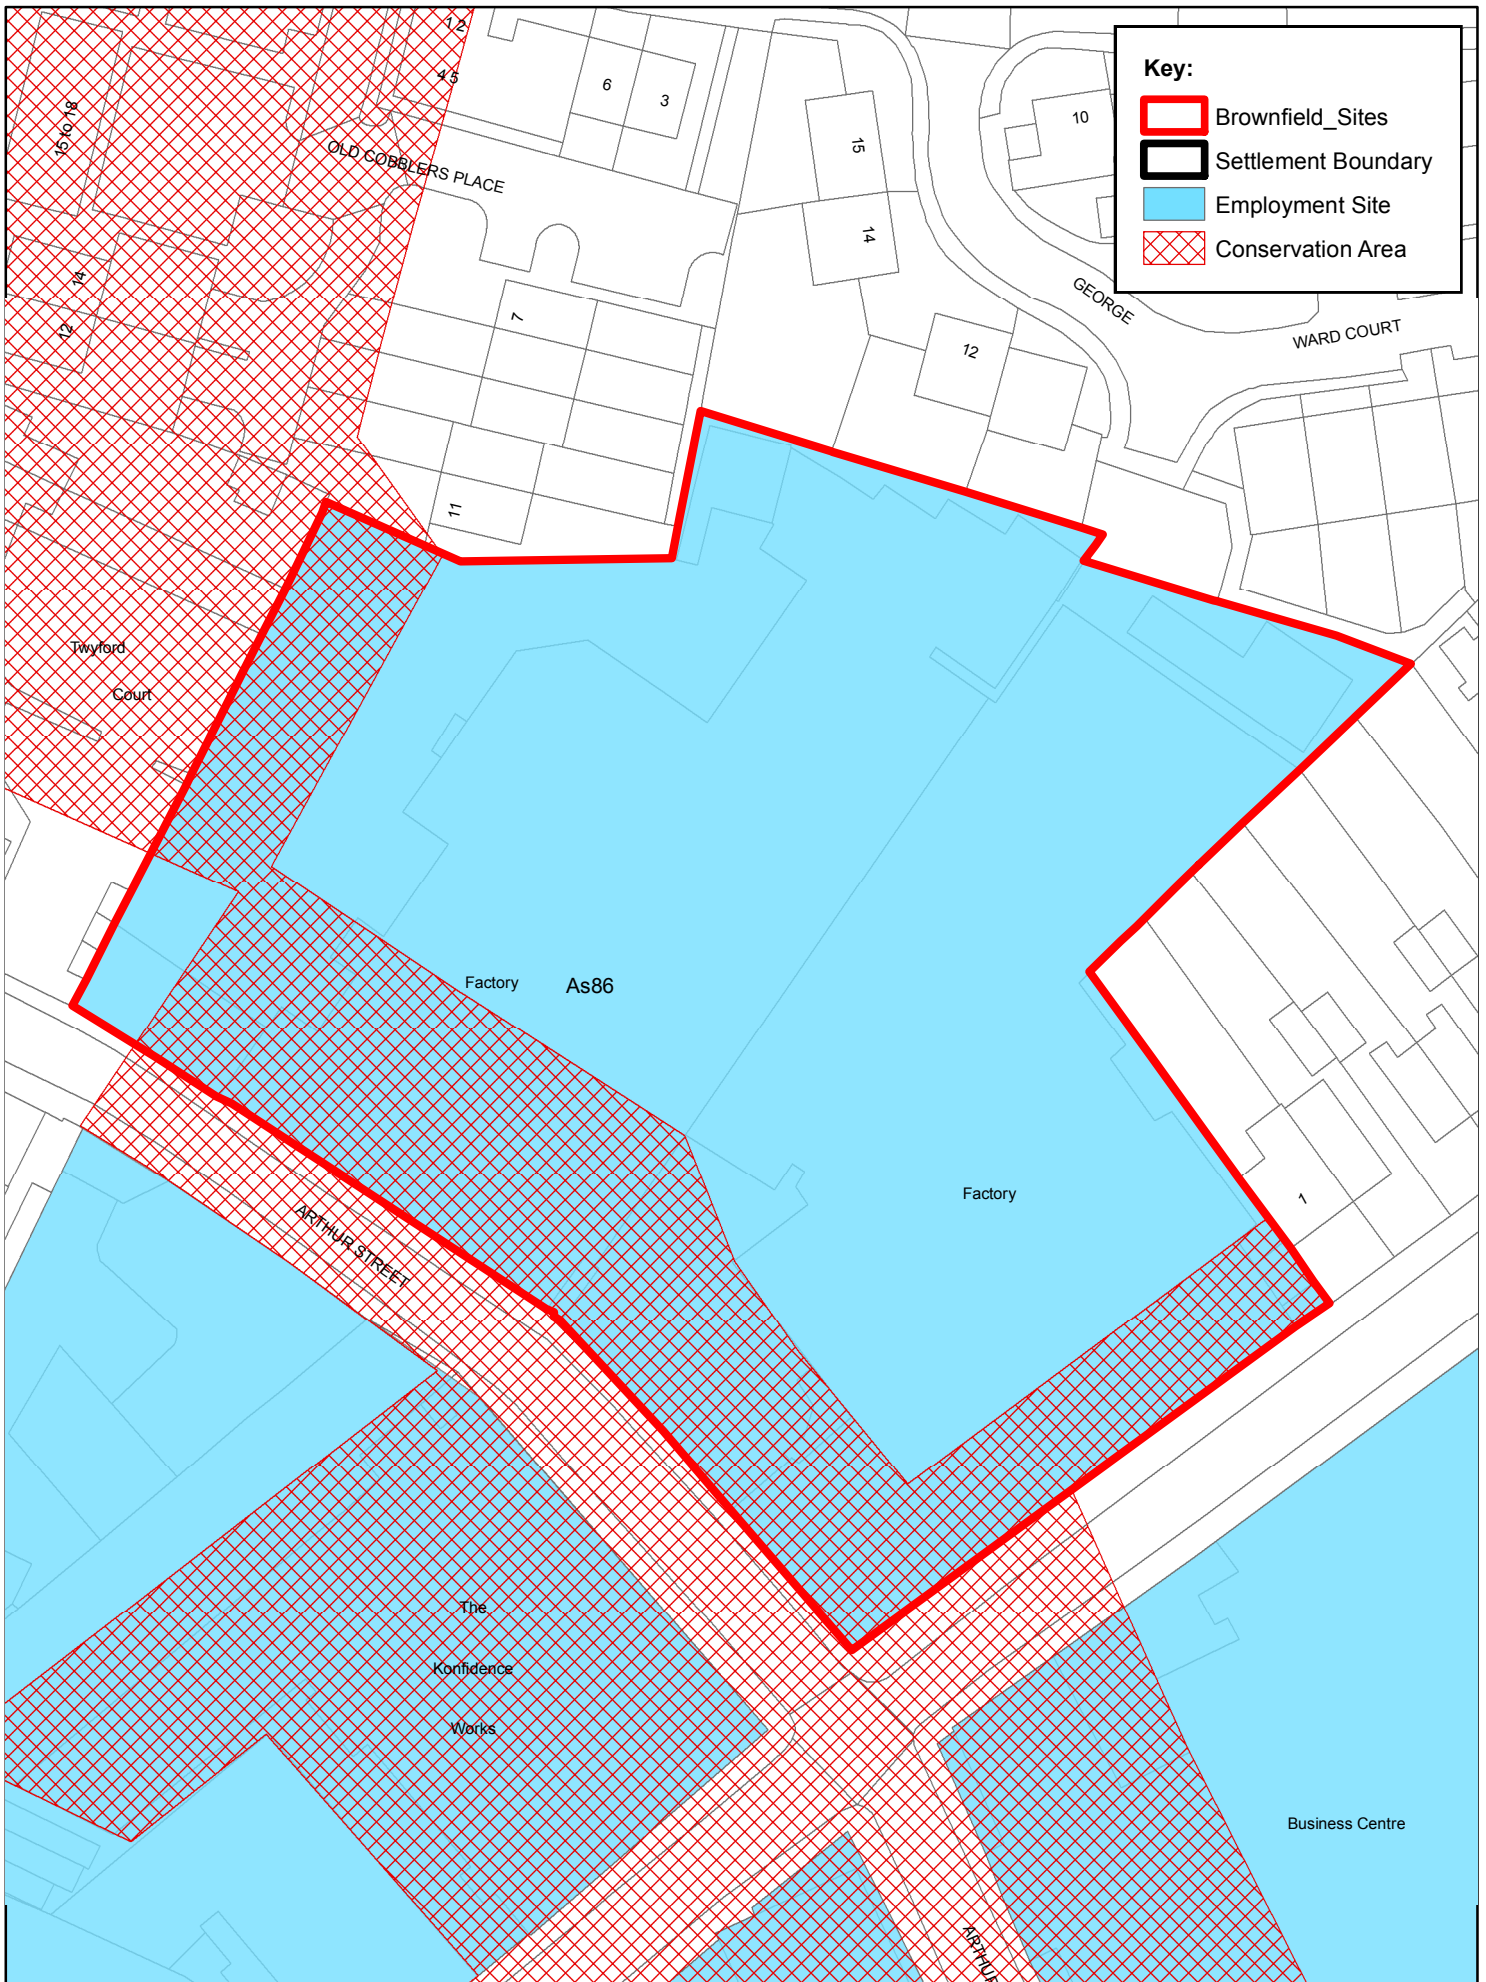 Key:
Brownfield_Sites
Settlement Boundary
Employment Site
Conservation Area
1 2
4 5
6
3
15 to 18
OLD COBBLERS PLACE
15
10
14
14
12
7
12
GEORGE
WARD COURT
11
Twyford
Court
Factory
As86
Factory
1
ARTHUR STREET
The
Konfidence
Works
Business Centre
ARTHUR